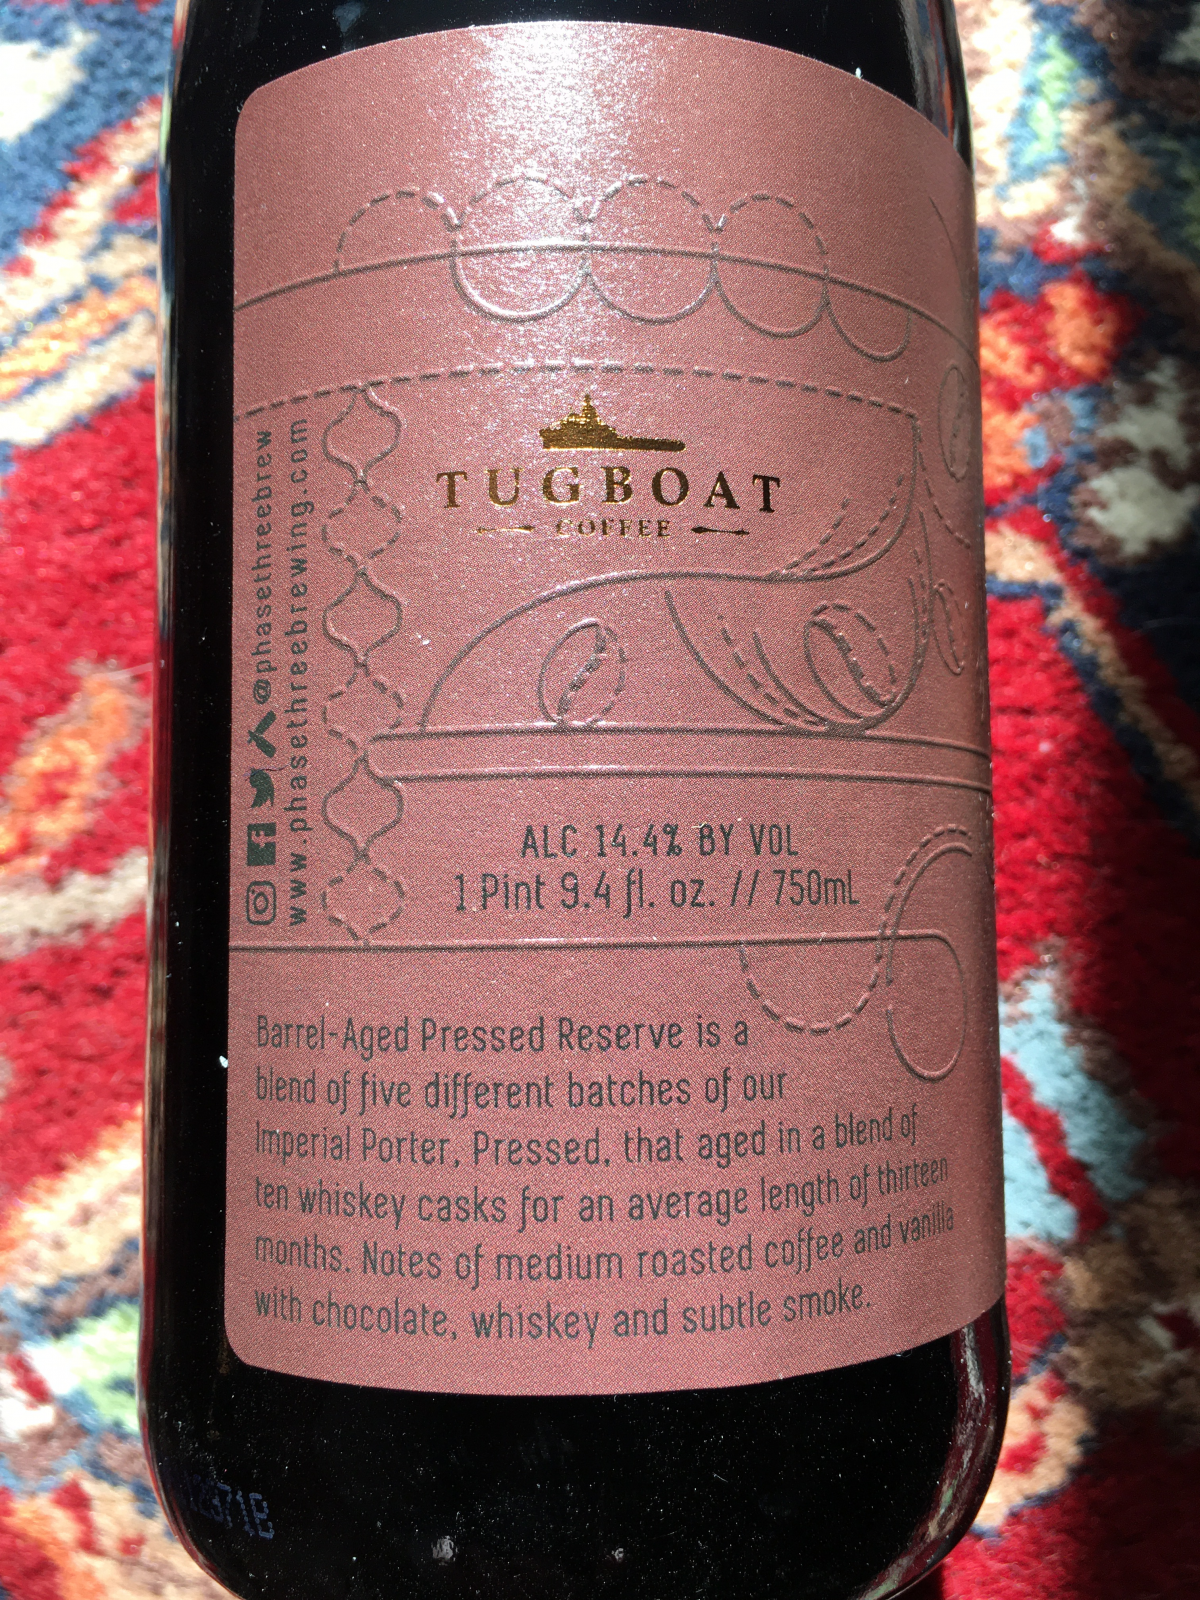 TUGBOAT
COFFEE
@phasethreebrew
www.phasethreebrewing.com
ALC 14.4% BY VOL
1 Pint 9.4 fl. oz. // 750mL
Barrel-Aged Pressed Reserve is a
blend of five different batches of our
Imperial Porter, Pressed, that aged in a blend of
ten whiskey casks for an average length of thirteen
months. Notes of medium roasted coffee and vanilla
with chocolate, whiskey and subtle smoke.